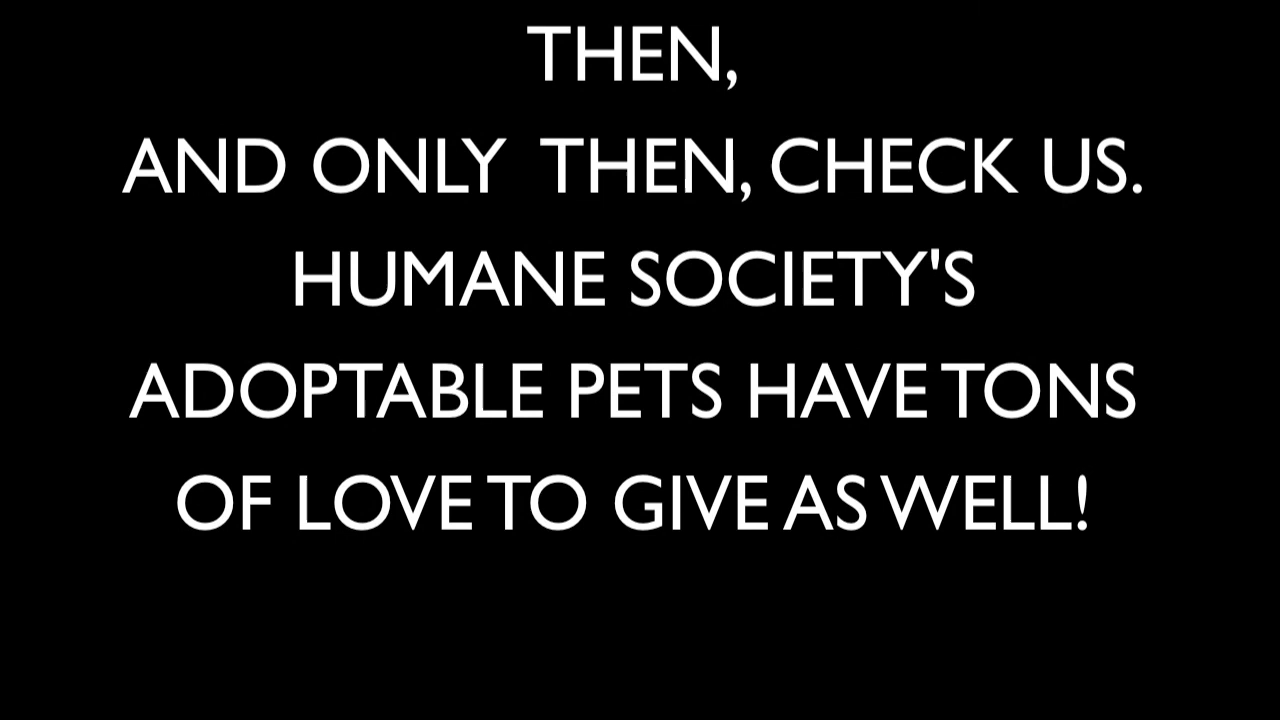 THEN,
AND ONLY THEN, CHECK US.
HUMANE SOCIETY'S
ADOPTABLE PETS HAVE TONS
OF LOVE TO GIVE AS WELL!